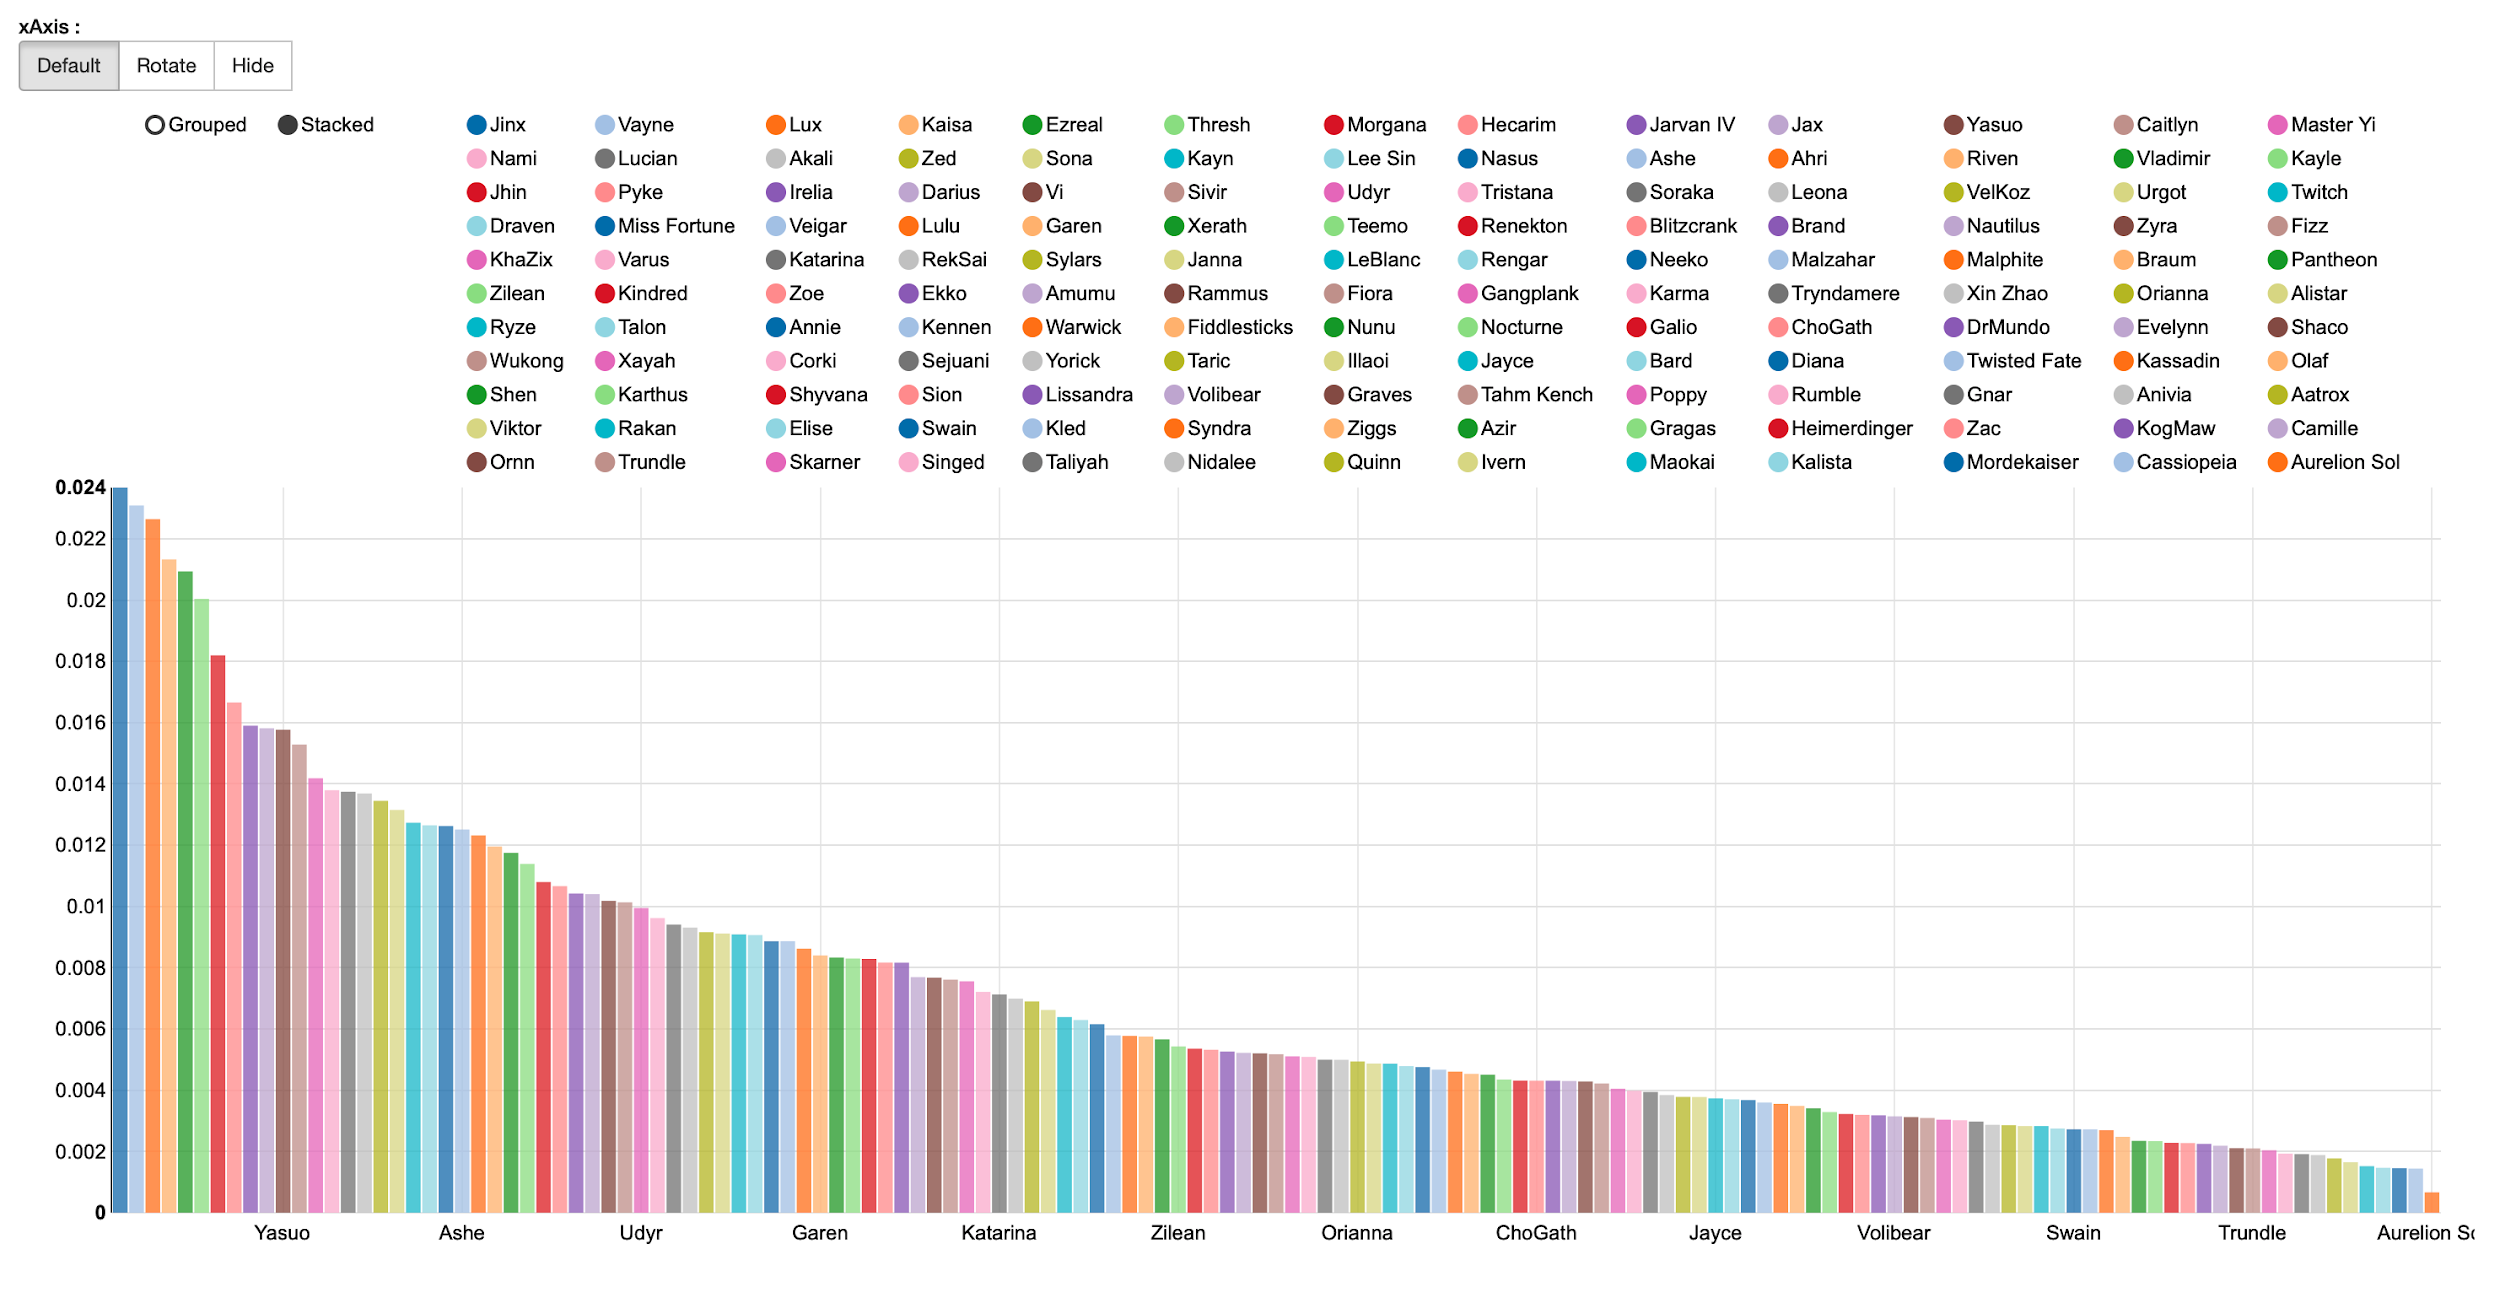 xAxis :
Default Rotate Hide
Grouped Stacked Jinx Vayne Lux Kaisa Ezreal Thresh Morgana Hecarim Jarvan IV Jax Yasuo Caitlyn Master Yi
Nami Lucian Akali Zed Sona Kayn Lee Sin Nasus Ashe Ahri Riven Vladimir Kayle
Jhin Pyke Irelia Darius Vi Sivir Udyr Tristana Soraka Leona VelKoz Urgot Twitch
Draven Miss Fortune Veigar Lulu Garen Xerath Teemo Renekton Blitzcrank Brand Nautilus Zyra Fizz
KhaZix Varus Katarina RekSai Sylars Janna LeBlanc Rengar Neeko Malzahar Malphite Braum Pantheon
Zilean Kindred Zoe Ekko Amumu Rammus Fiora Gangplank Karma Tryndamere Xin Zhao Orianna Alistar
Ryze Talon Annie Kennen Warwick Fiddlesticks Nunu Nocturne Galio ChoGath DrMundo Evelynn Shaco
Wukong Xayah Corki Sejuani Yorick Taric Illaoi Jayce Bard Diana Twisted Fate Kassadin Olaf
Shen Karthus Shyvana Sion Lissandra Volibear Graves Tahm Kench Poppy Rumble Gnar Anivia Aatrox
Viktor Rakan Elise Swain Kled Syndra Ziggs Azir Gragas Heimerdinger Zac KogMaw Camille
Ornn Trundle Skarner Singed Taliyah Nidalee Quinn Ivern Maokai Kalista Mordekaiser Cassiopeia Aurelion Sol
0.024
0.022
0.02
0.018
0.016
0.014
0.012
0.01
0.008
0.006
0.004
0.002
0
Yasuo Ashe Udyr Garen Katarina Zilean Orianna ChoGath Jayce Volibear Swain Trundle Aurelion